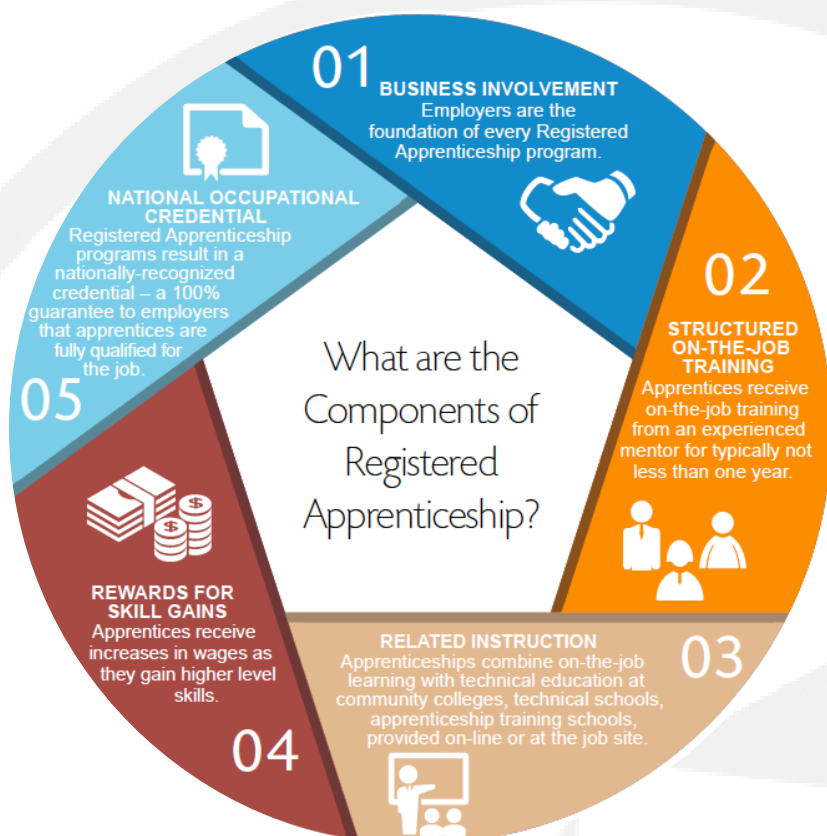 What are the
Components of
Registered
Apprenticeship?
01
BUSINESS INVOLVEMENT
Employers are the
foundation of every Registered
Apprenticeship program.
02
STRUCTURED
ON-THE-JOB
TRAINING
Apprentices receive
on-the-job training
from an experienced
mentor for typically not
less than one year.
03
RELATED INSTRUCTION
Apprenticeships combine on-the-job
learning with technical education at
community colleges, technical schools,
apprenticeship training schools,
provided on-line or at the job site.
04
$
$
REWARDS FOR
SKILL GAINS
Apprentices receive
increases in wages as
they gain higher level
skills.
05
NATIONAL OCCUPATIONAL
CREDENTIAL
Registered Apprenticeship
programs result in a
nationally-recognized
credential – a 100%
guarantee to employers
that apprentices are
fully qualified for
the job.